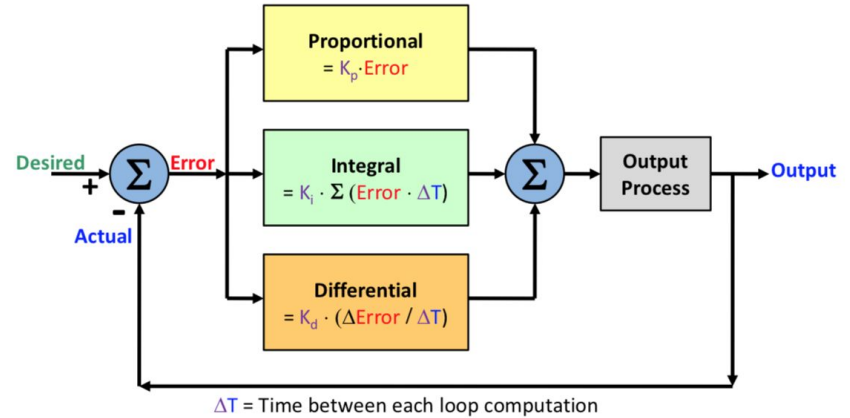 Proportional
= Kp·Error
Desired
+
Σ
Error
Integral
= Ki · Σ (Error · ΔT)
Σ
Output
Process
Output
-
Actual
Differential
= Kd · (ΔError / ΔT)
ΔT = Time between each loop computation